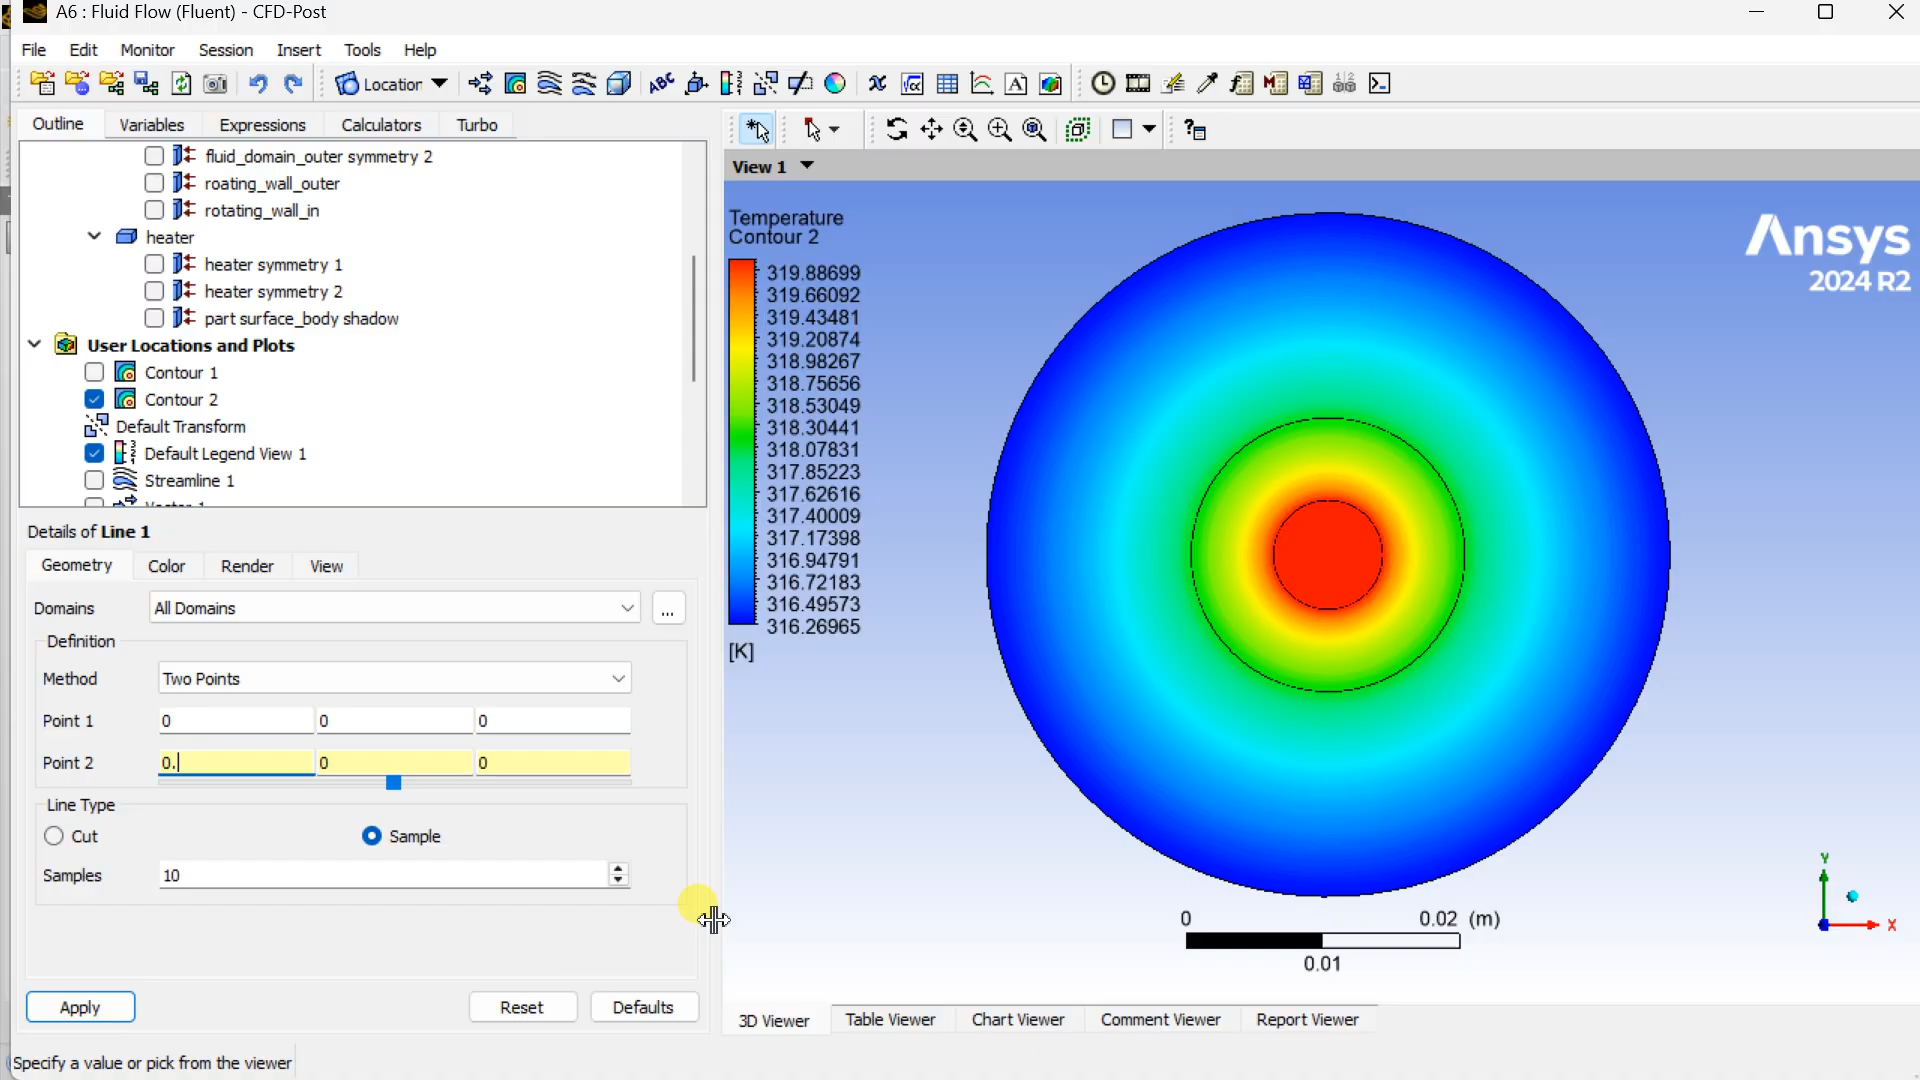 A6 : Fluid Flow (Fluent) - CFD-Post
File Edit Monitor Session Insert Tools Help
Location
Outline Variables Expressions Calculators Turbo
fluid_domain_outer symmetry 2
roating_wall_outer
rotating_wall_in
heater
heater symmetry 1
heater symmetry 2
part surface_body shadow
User Locations and Plots
Contour 1
Contour 2
Default Transform
Default Legend View 1
Streamline 1
Details of Line 1
Geometry Color Render View
Domains All Domains ...
Definition
Method Two Points
Point 1 0 0 0
Point 2 0. 0 0
Line Type
Cut Sample
Samples 10
Apply Reset Defaults
Specify a value or pick from the viewer
View 1
Temperature
Contour 2
319.88699
319.66092
319.43481
319.20874
318.98267
318.75656
318.53049
318.30441
318.07831
317.85223
317.62616
317.40009
317.17398
316.94791
316.72183
316.49573
316.26965
[K]
Ansys
2024 R2
0 0.02 (m)
0.01
Y
X
3D Viewer Table Viewer Chart Viewer Comment Viewer Report Viewer